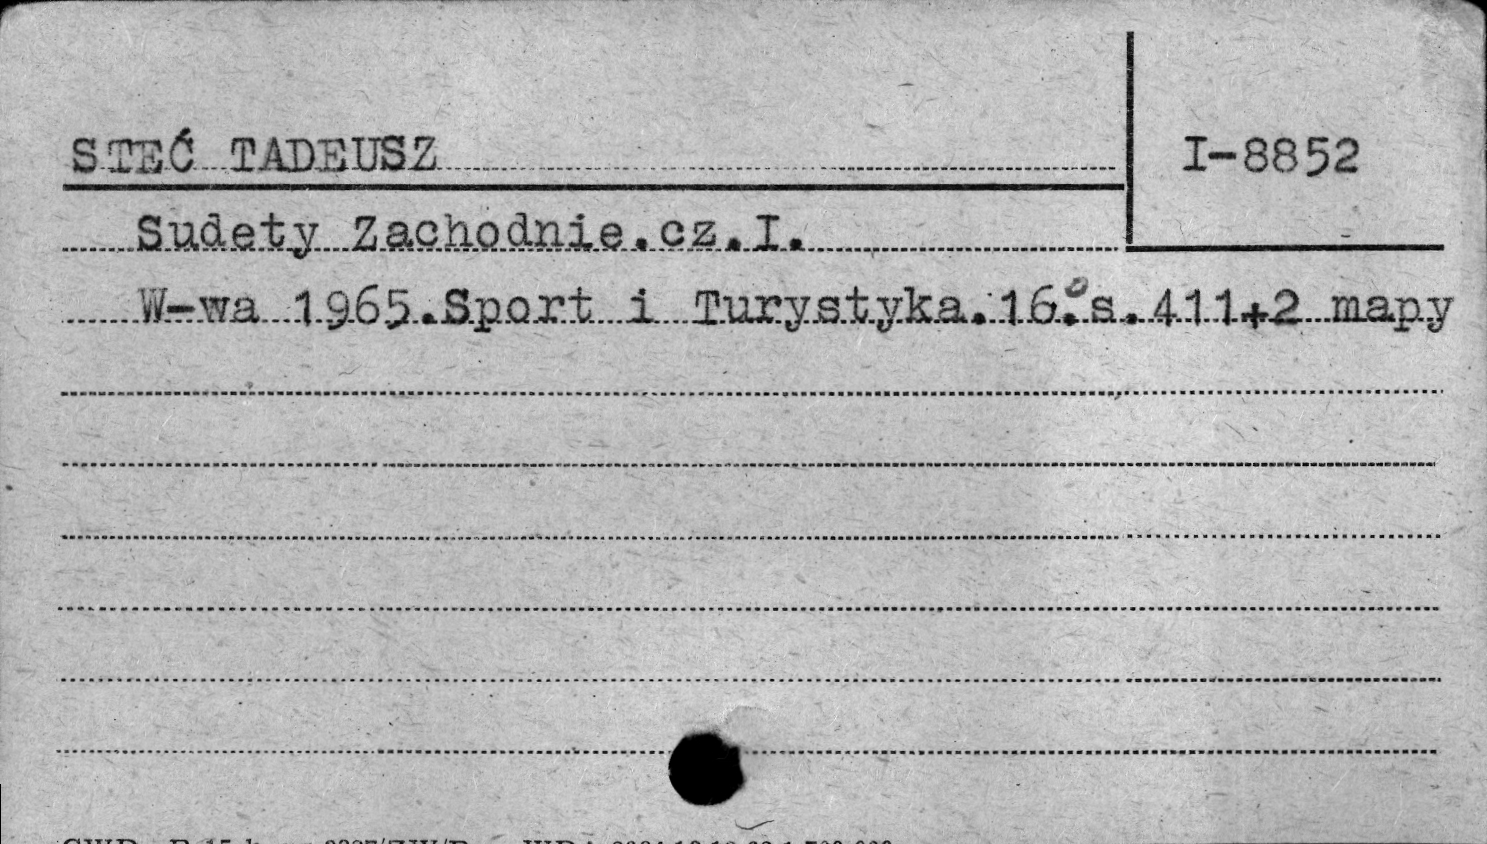 STEĆ TADEUSZ
I-8852
Sudety Zachodnie.cz.I.
W-wa 1965.Sport i Turystyka.16.° s.411+2 mapy